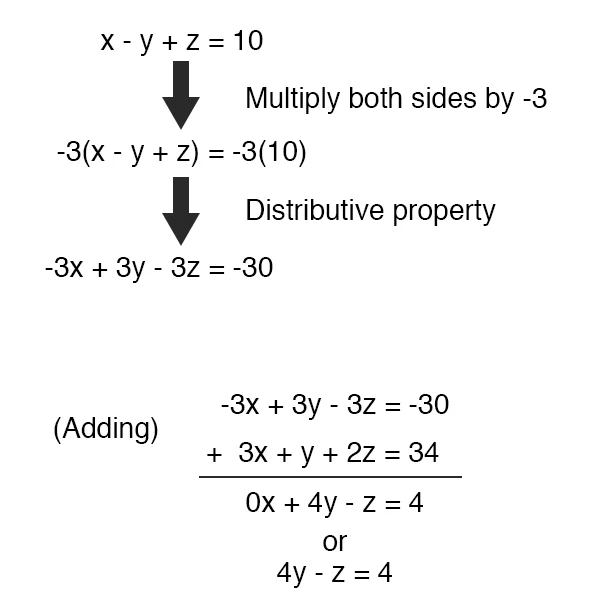 x - y + z = 10
Multiply both sides by -3
-3(x - y + z) = -3(10)
Distributive property
-3x + 3y - 3z = -30
-3x + 3y - 3z = -30
(Adding)
+ 3x + y + 2z = 34
0x + 4y - z = 4
or
4y - z = 4